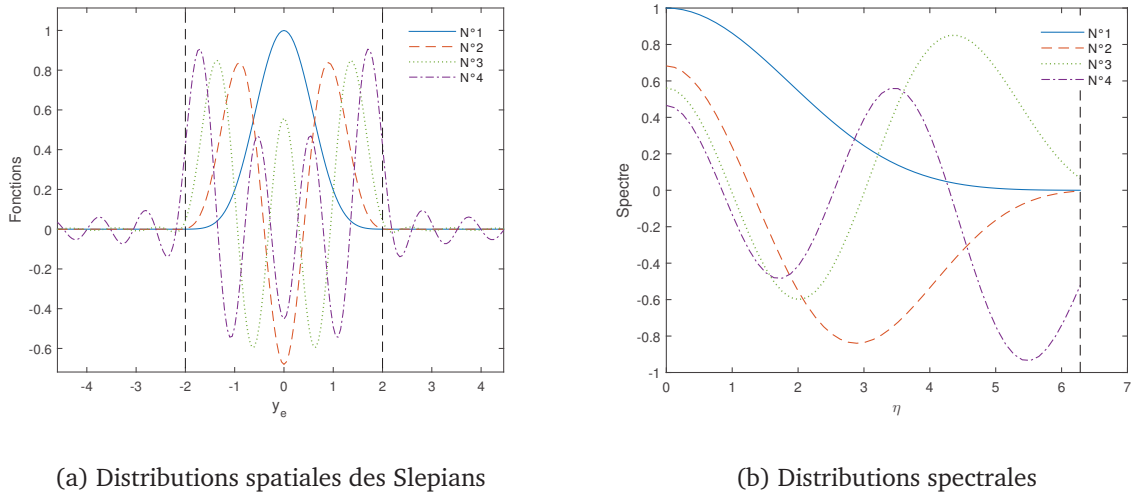 Fonctions
1
0.8
0.6
0.4
0.2
0
-0.2
-0.4
-0.6
-4 -3 -2 -1 0 1 2 3 4
y_e
N°1
N°2
N°3
N°4
(a) Distributions spatiales des Slepians
Spectre
1
0.8
0.6
0.4
0.2
0
-0.2
-0.4
-0.6
-0.8
-1
0 1 2 3 4 5 6 7
η
N°1
N°2
N°3
N°4
(b) Distributions spectrales